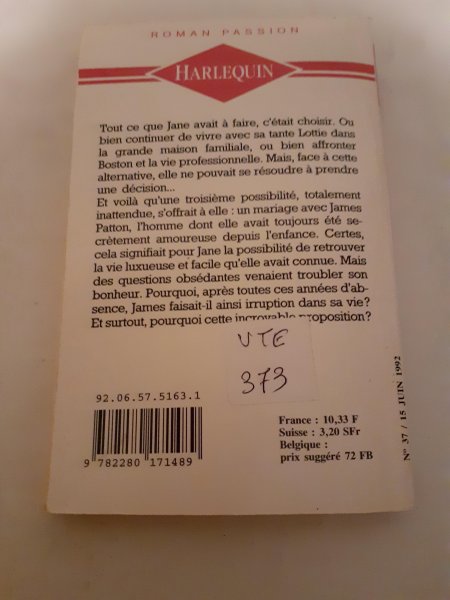 ROMAN PASSION
HARLEQUIN
Tout ce que Jane avait à faire, c'était choisir. Ou
bien continuer de vivre avec sa tante Lottie dans
la grande maison familiale, ou bien affronter
Boston et la vie professionnelle. Mais, face à cette
alternative, elle ne pouvait se résoudre à prendre
une décision...
Et voilà qu'une troisième possibilité, totalement
inattendue, s'offrait à elle : un mariage avec James
Patton, l'homme dont elle avait toujours été se-
crètement amoureuse depuis l'enfance. Certes,
cela signifiait pour Jane la possibilité de retrouver
la vie luxueuse et facile qu'elle avait connue. Mais
des questions obsédantes venaient troubler son
bonheur. Pourquoi, après toutes ces années d'ab-
sence, James faisait-il ainsi irruption dans sa vie?
Et surtout, pourquoi cette incroyable proposition?
VTE
373
92.06.57.5163.1
9 782280 171489
France : 10,33 F
Suisse : 3,20 SFr
Belgique :
prix suggéré 72 FB
N° 37 / 15 JUIN 1992